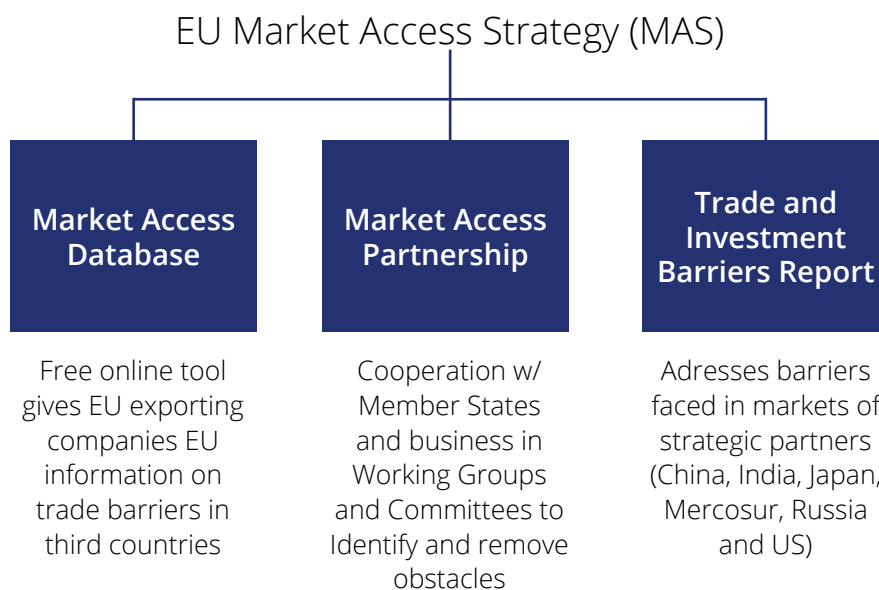 EU Market Access Strategy (MAS)
Market Access
Database
Free online tool
gives EU exporting
companies EU
information on
trade barriers in
third countries
Market Access
Partnership
Cooperation w/
Member States
and business in
Working Groups
and Committees to
Identify and remove
obstacles
Trade and
Investment
Barriers Report
Adresses barriers
faced in markets of
strategic partners
(China, India, Japan,
Mercosur, Russia
and US)